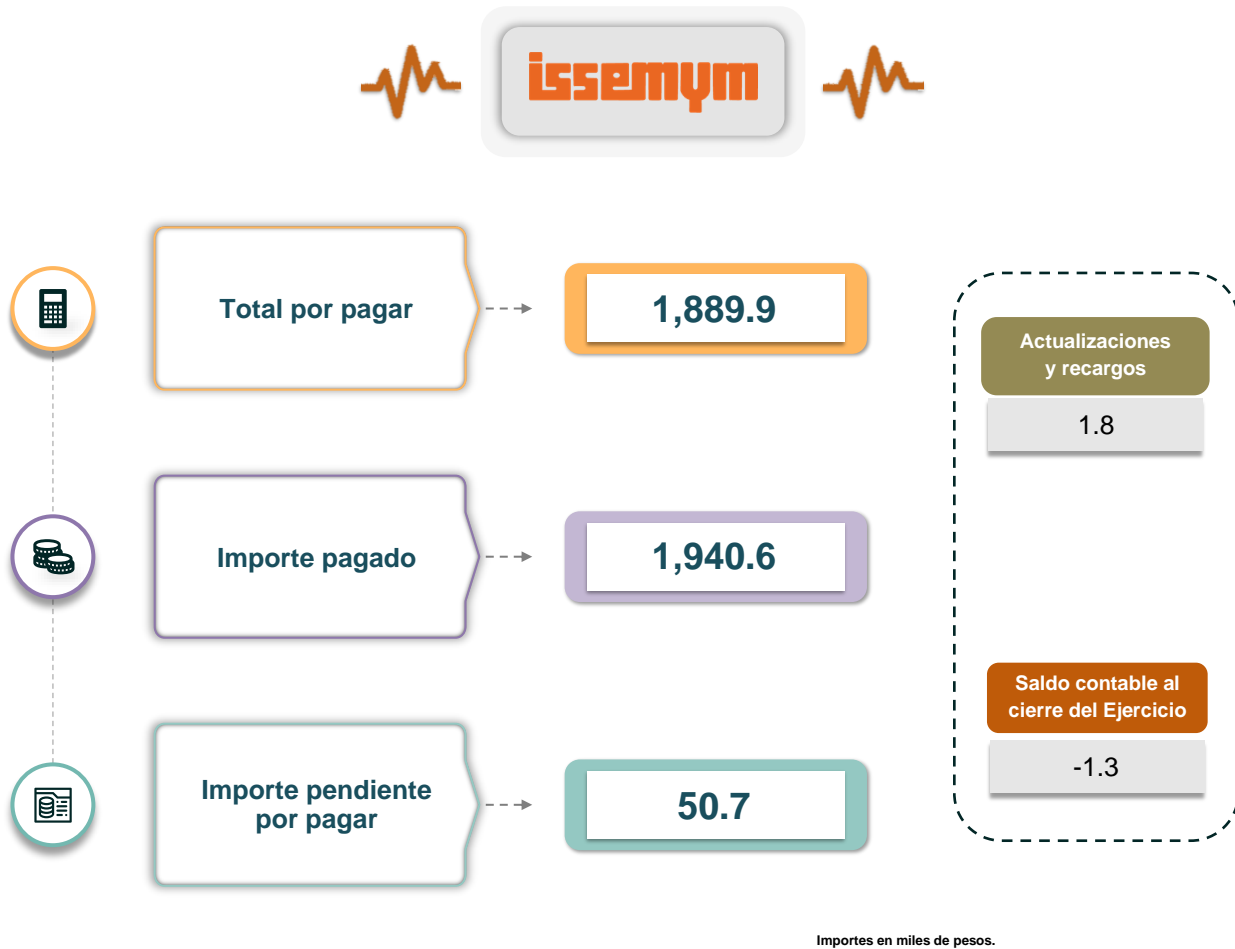 issemym
Total por pagar
1,889.9
Actualizaciones
y recargos
1.8
Importe pagado
1,940.6
Saldo contable al
cierre del Ejercicio
-1.3
Importe pendiente
por pagar
50.7
Importes en miles de pesos.